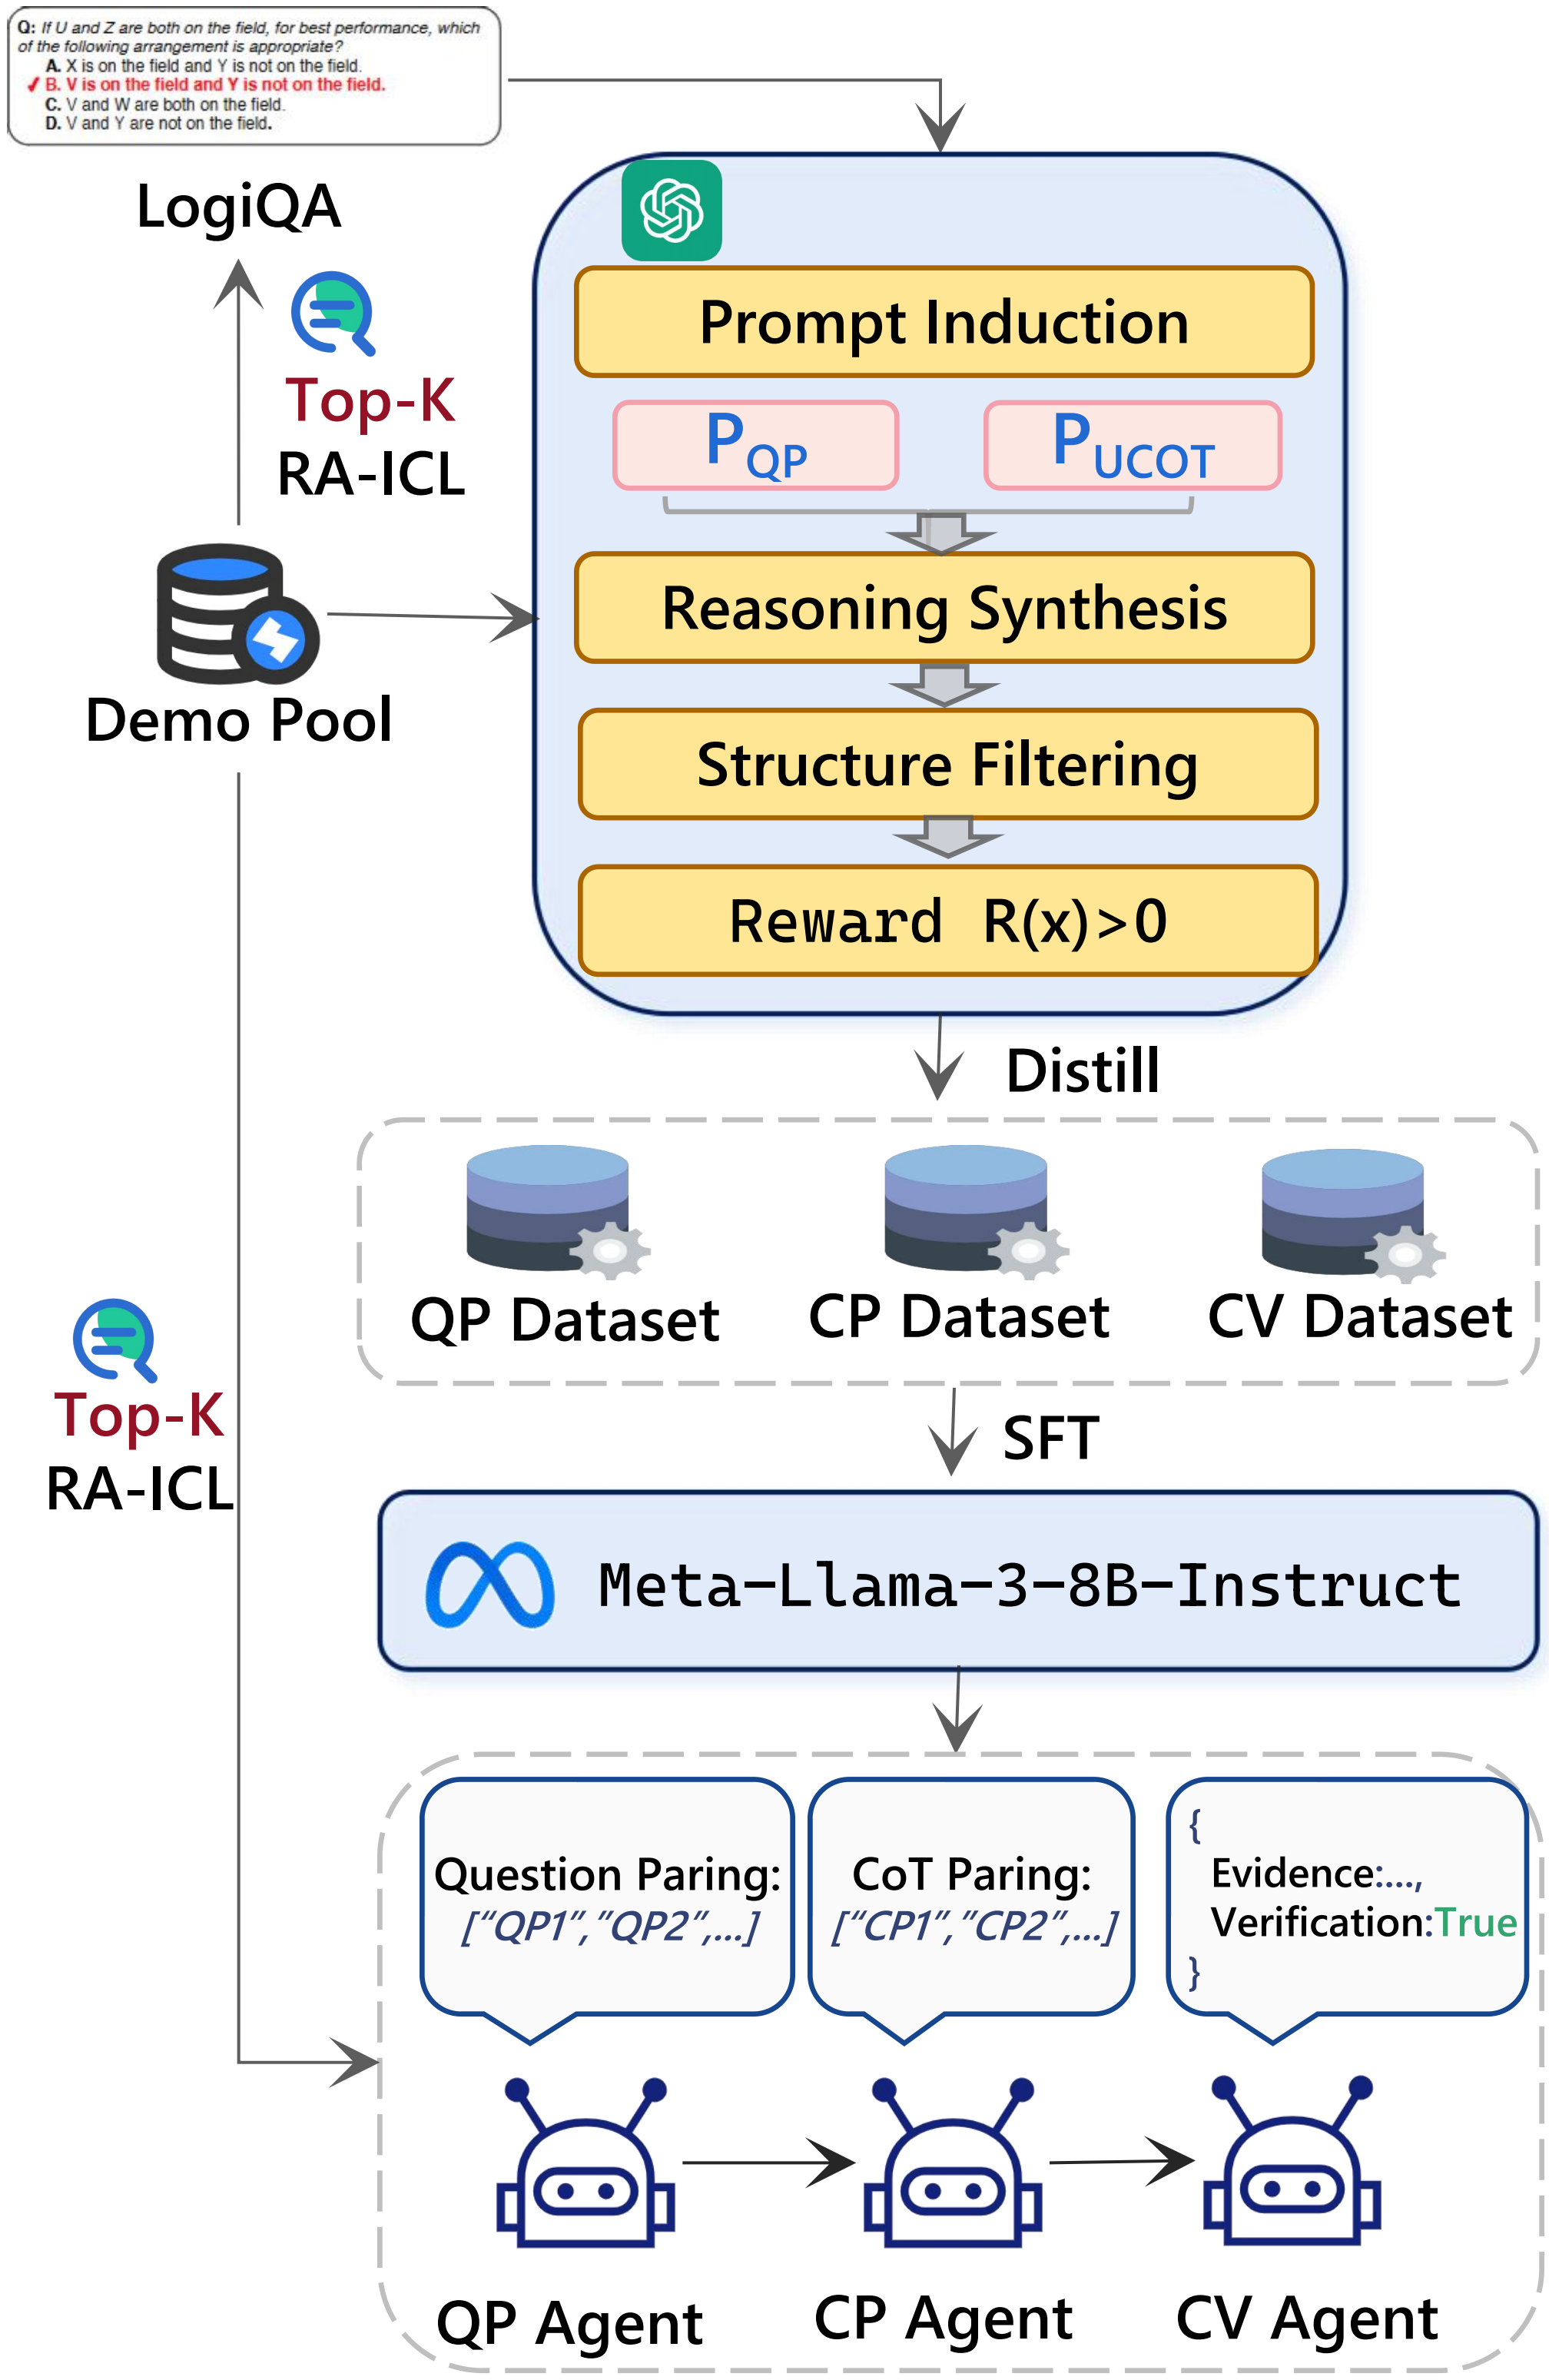 Q: If U and Z are both on the field, for best performance, which
of the following arrangement is appropriate?
A. X is on the field and Y is not on the field.
✓ B. V is on the field and Y is not on the field.
C. V and W are both on the field.
D. V and Y are not on the field.
LogiQA
Top-K
RA-ICL
Demo Pool
Prompt Induction
P_QP
P_UCOT
Reasoning Synthesis
Structure Filtering
Reward R(x)>0
Distill
QP Dataset
CP Dataset
CV Dataset
Top-K
RA-ICL
SFT
Meta-Llama-3-8B-Instruct
Question Paring:
["QP1","QP2",...]
CoT Paring:
["CP1","CP2",...]
{
Evidence:....,
Verification:True
}
QP Agent
CP Agent
CV Agent